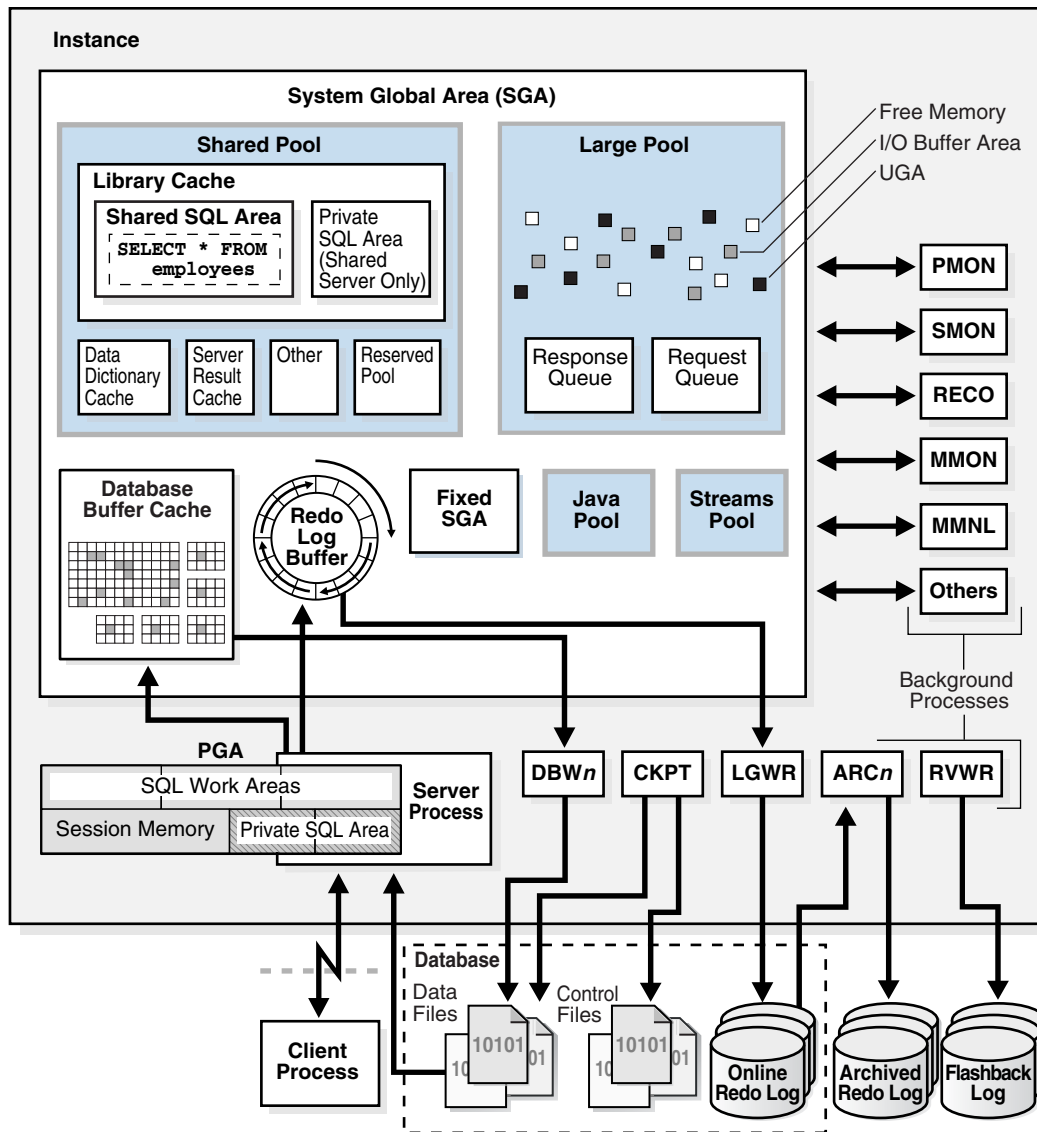 Instance
System Global Area (SGA)
Shared Pool
Library Cache
Shared SQL Area
SELECT * FROM
employees
Private
SQL Area
(Shared
Server Only)
Data
Dictionary
Cache
Server
Result
Cache
Other
Reserved
Pool
Large Pool
Response
Queue
Request
Queue
Free Memory
I/O Buffer Area
UGA
Database
Buffer Cache
Redo
Log
Buffer
Fixed
SGA
Java
Pool
Streams
Pool
PMON
SMON
RECO
MMON
MMNL
Others
Background
Processes
PGA
SQL Work Areas
Session Memory
Private SQL Area
Server
Process
DBWn
CKPT
LGWR
ARCn
RVWR
Client
Process
Database
Data
Files
10
10101
01
Control
Files
10
10101
01
Online
Redo Log
Archived
Redo Log
Flashback
Log